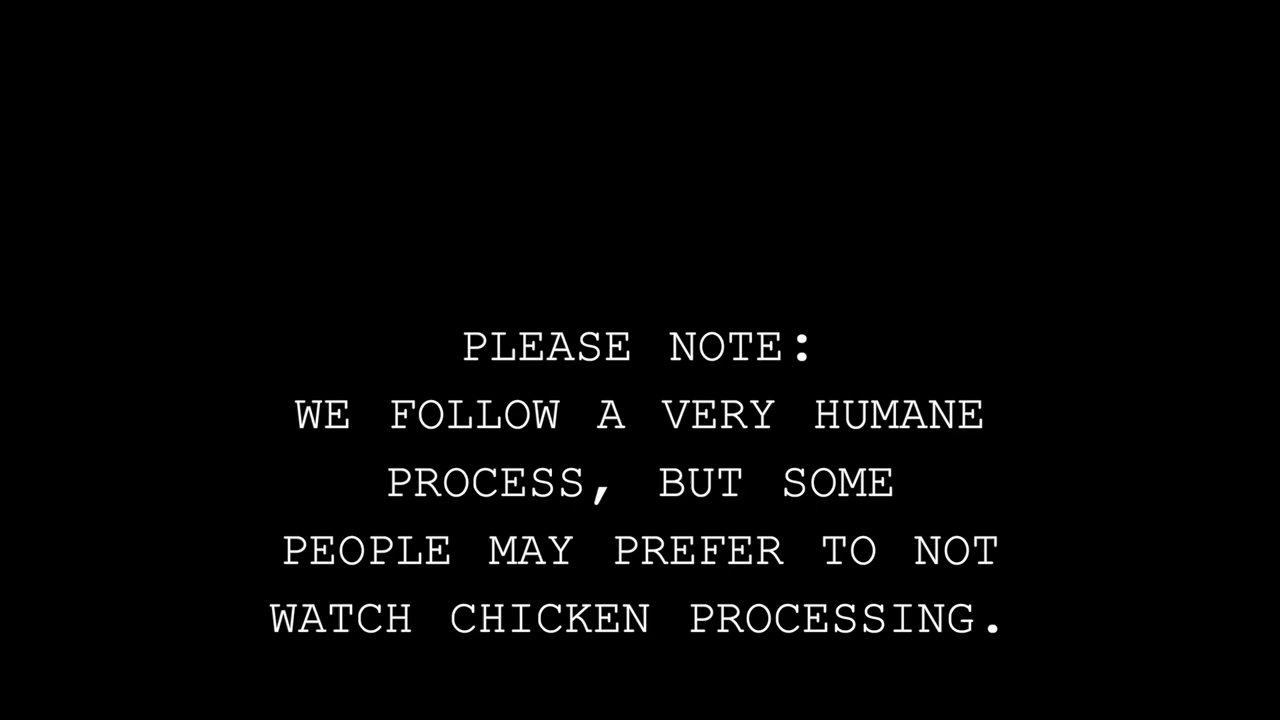 PLEASE NOTE:
WE FOLLOW A VERY HUMANE
PROCESS, BUT SOME
PEOPLE MAY PREFER TO NOT
WATCH CHICKEN PROCESSING.